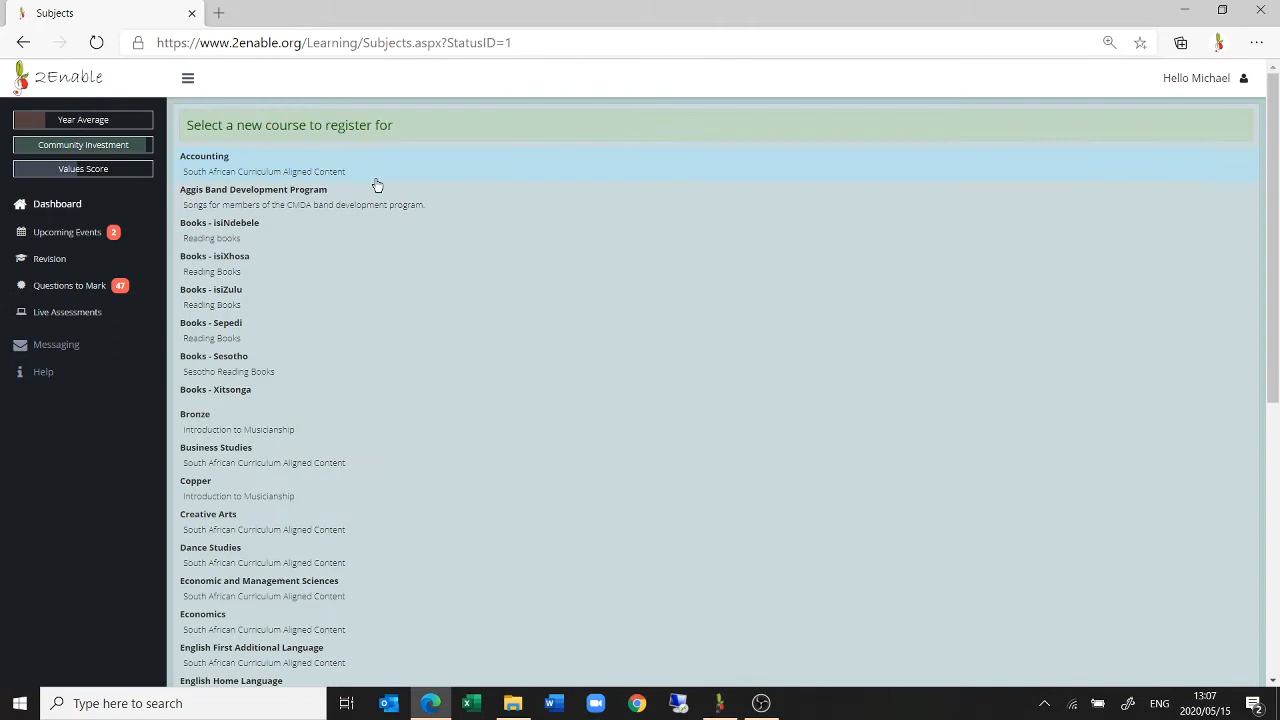 Subjects
https://www.2enable.org/Learning/Subjects.aspx?StatusID=1
2Enable
Hello Michael
Year Average
Community Investment
Values Score
Dashboard
Upcoming Events 2
Revision
Questions to Mark 47
Live Assessments
Messaging
Help
Select a new course to register for
Accounting
South African Curriculum Aligned Content
Aggis Band Development Program
Songs for members of the CMDA band development program.
Books - isiNdebele
Reading books
Books - isiXhosa
Reading Books
Books - isiZulu
Reading Books
Books - Sepedi
Reading Books
Books - Sesotho
Sesotho Reading Books
Books - Xitsonga
Bronze
Introduction to Musicianship
Business Studies
South African Curriculum Aligned Content
Copper
Introduction to Musicianship
Creative Arts
South African Curriculum Aligned Content
Dance Studies
South African Curriculum Aligned Content
Economic and Management Sciences
South African Curriculum Aligned Content
Economics
South African Curriculum Aligned Content
English First Additional Language
South African Curriculum Aligned Content
English Home Language
Type here to search
ENG
13:07
2020/05/15
2